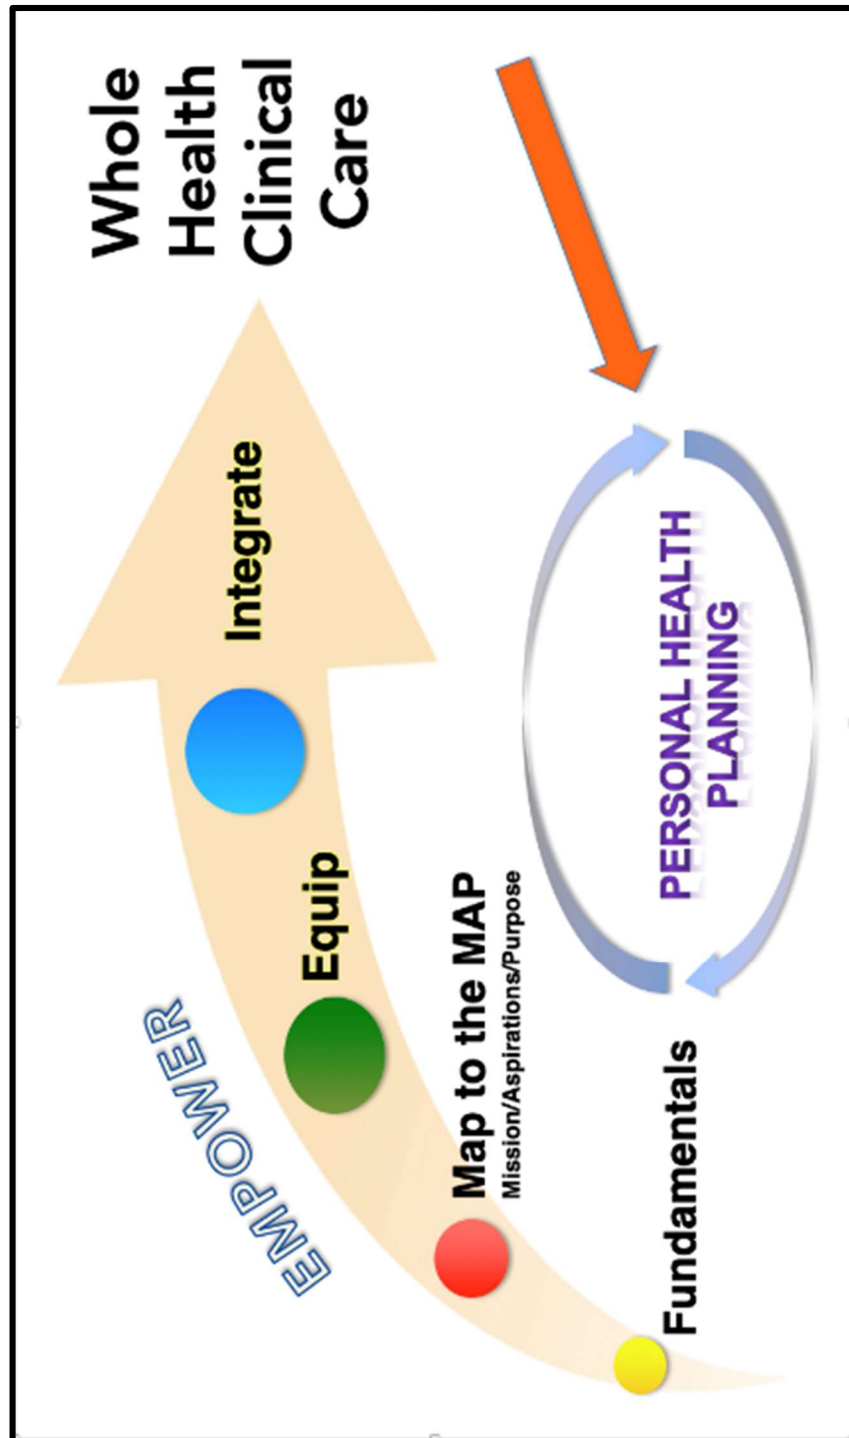 Whole
Health
Clinical
Care
Integrate
Equip
EMPOWER
Map to the MAP
Mission/Aspirations/Purpose
Fundamentals
PERSONAL HEALTH
PLANNING